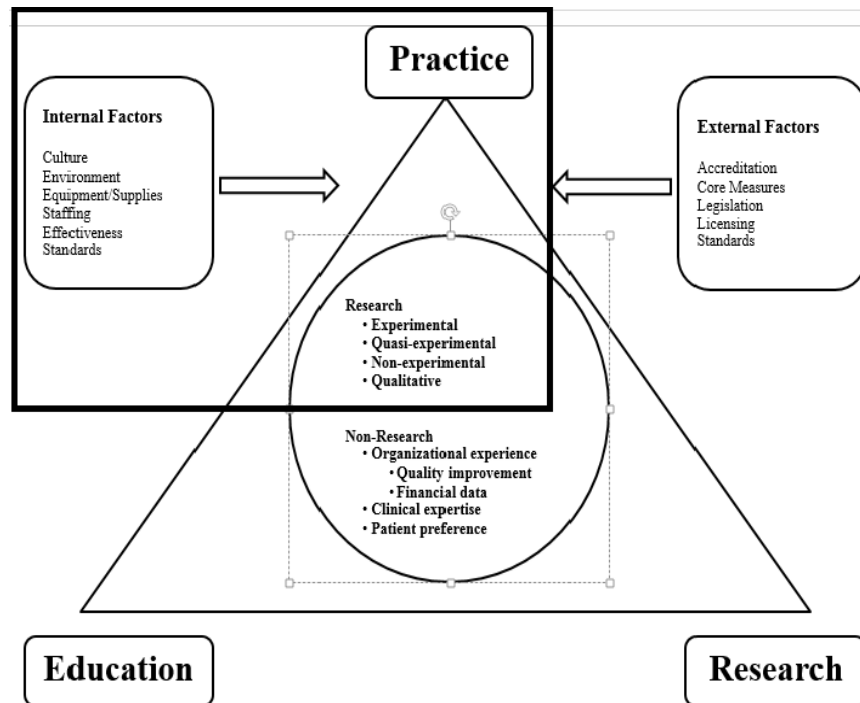 Practice
Internal Factors
Culture
Environment
Equipment/Supplies
Staffing
Effectiveness
Standards
External Factors
Accreditation
Core Measures
Legislation
Licensing
Standards
Research
• Experimental
• Quasi-experimental
• Non-experimental
• Qualitative
Non-Research
• Organizational experience
• Quality improvement
• Financial data
• Clinical expertise
• Patient preference
Education
Research